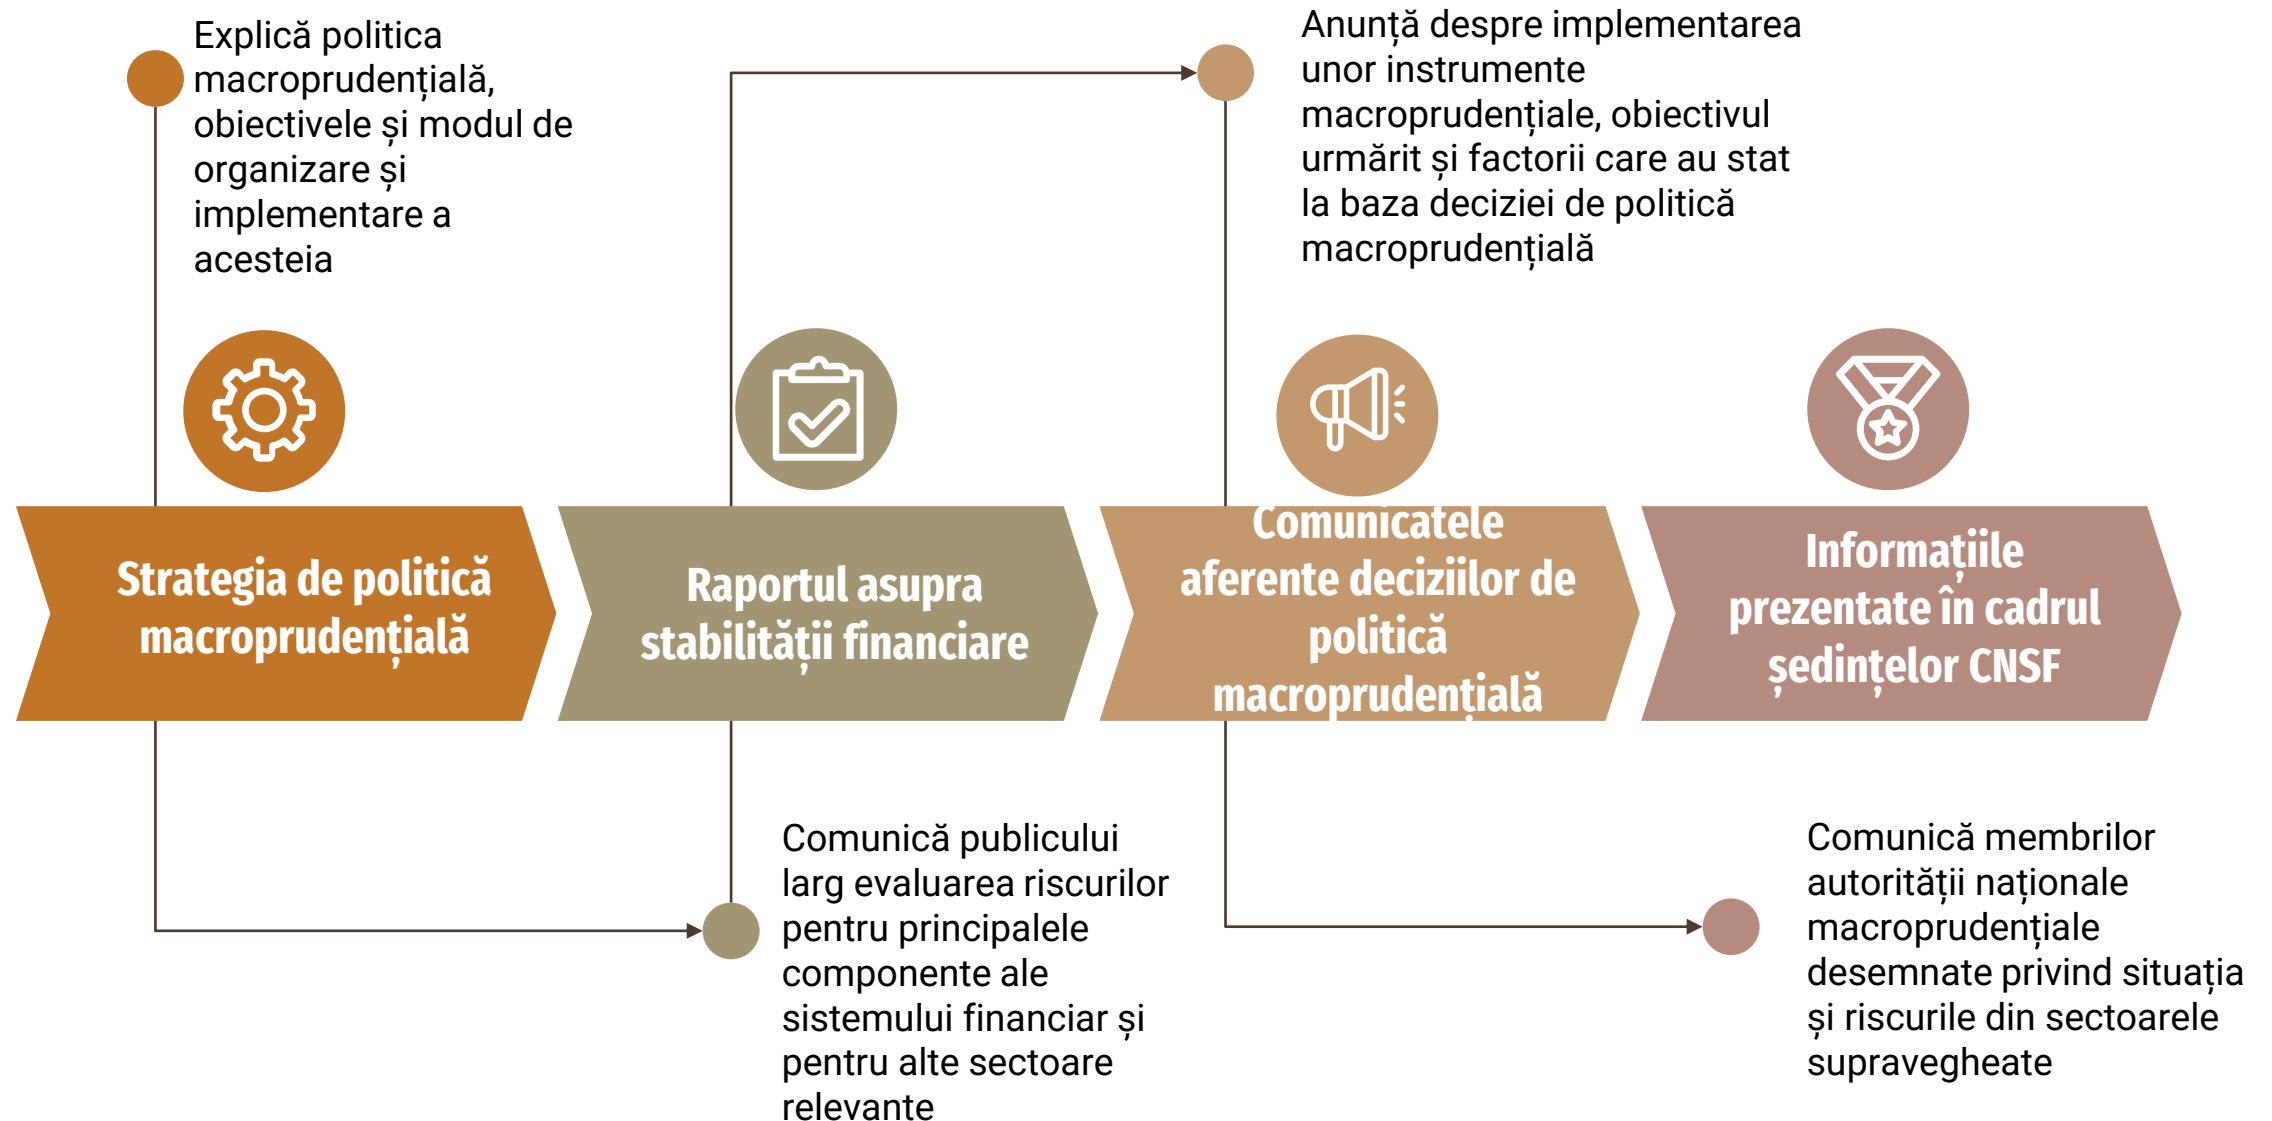 Explică politica
macroprudențială,
obiectivele și modul de
organizare și
implementare a
acesteia
Anunță despre implementarea
unor instrumente
macroprudențiale, obiectivul
urmărit și factorii care au stat
la baza deciziei de politică
macroprudențială
Strategia de politică
macroprudențială
Raportul asupra
stabilității financiare
Comunicatele
aferente deciziilor de
politică
macroprudențială
Informațiile
prezentate în cadrul
ședințelor CNSF
Comunică publicului
larg evaluarea riscurilor
pentru principalele
componente ale
sistemului financiar și
pentru alte sectoare
relevante
Comunică membrilor
autorității naționale
macroprudențiale
desemnate privind situația
și riscurile din sectoarele
supravegheate